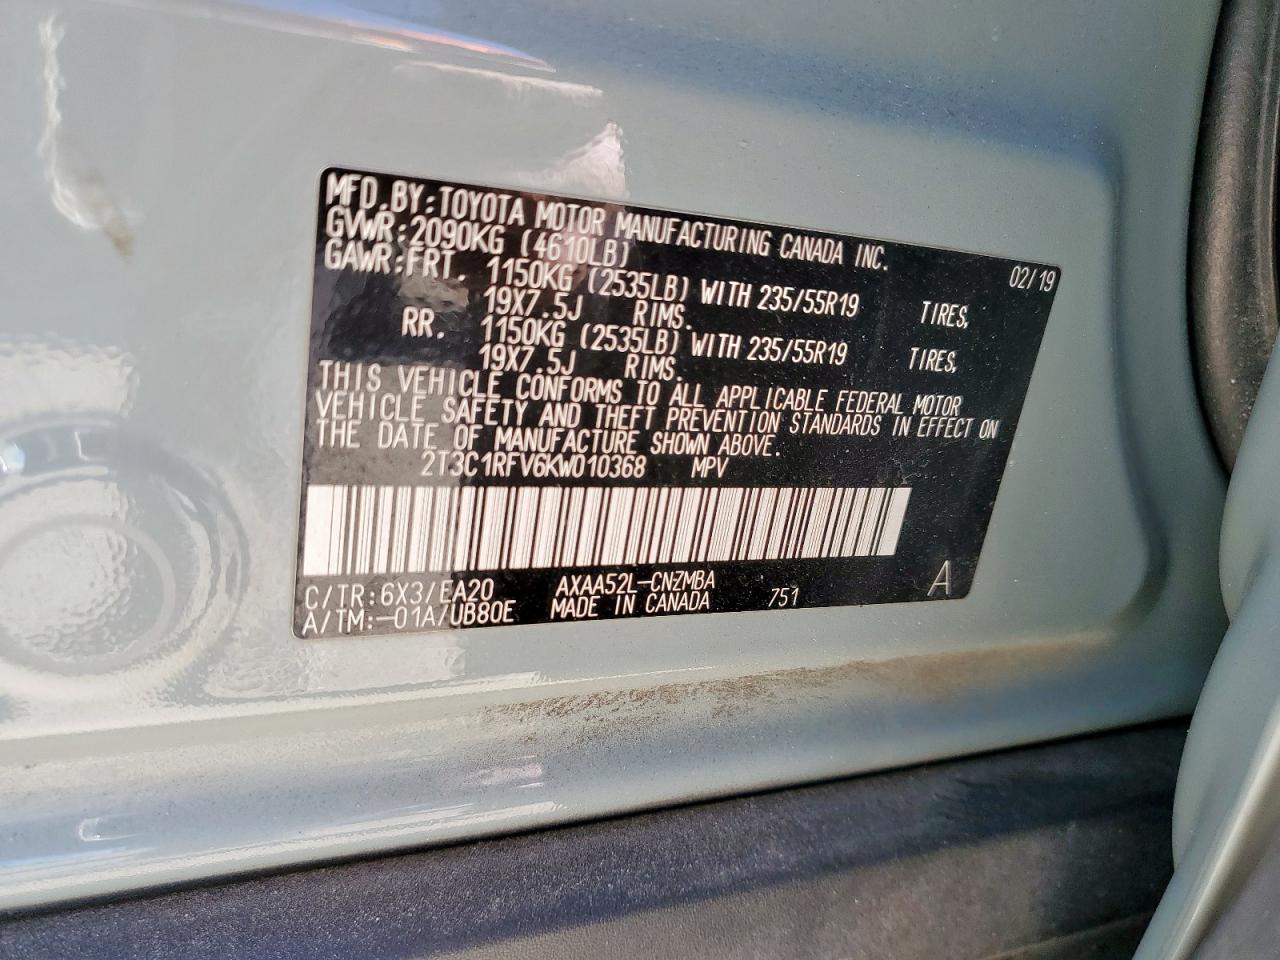 MFD.BY:TOYOTA MOTOR MANUFACTURING CANADA INC.
GVWR:2090KG (4610LB) 02/19
GAWR:FRT. 1150KG (2535LB) WITH 235/55R19 TIRES,
19X7.5J RIMS.
RR. 1150KG (2535LB) WITH 235/55R19 TIRES,
19X7.5J RIMS.
THIS VEHICLE CONFORMS TO ALL APPLICABLE FEDERAL MOTOR
VEHICLE SAFETY AND THEFT PREVENTION STANDARDS IN EFFECT ON
THE DATE OF MANUFACTURE SHOWN ABOVE.
2T3C1RFV6KW010368 MPV
C/TR:6X3/EA20 AXAA52L-CNZMBA A
A/TM:-01A/UB80E MADE IN CANADA 751